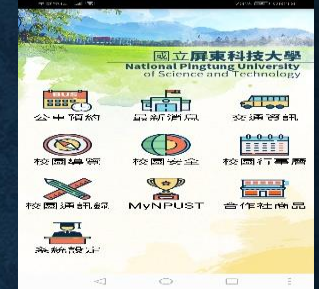 國立屏東科技大學
National Pingtung University
of Science and Technology
BUS
公車預約
最新消息
交通資訊
校園導覽
校園安全
校園行事曆
校園通訊錄
MyNPUST
合作社商品
系統設定